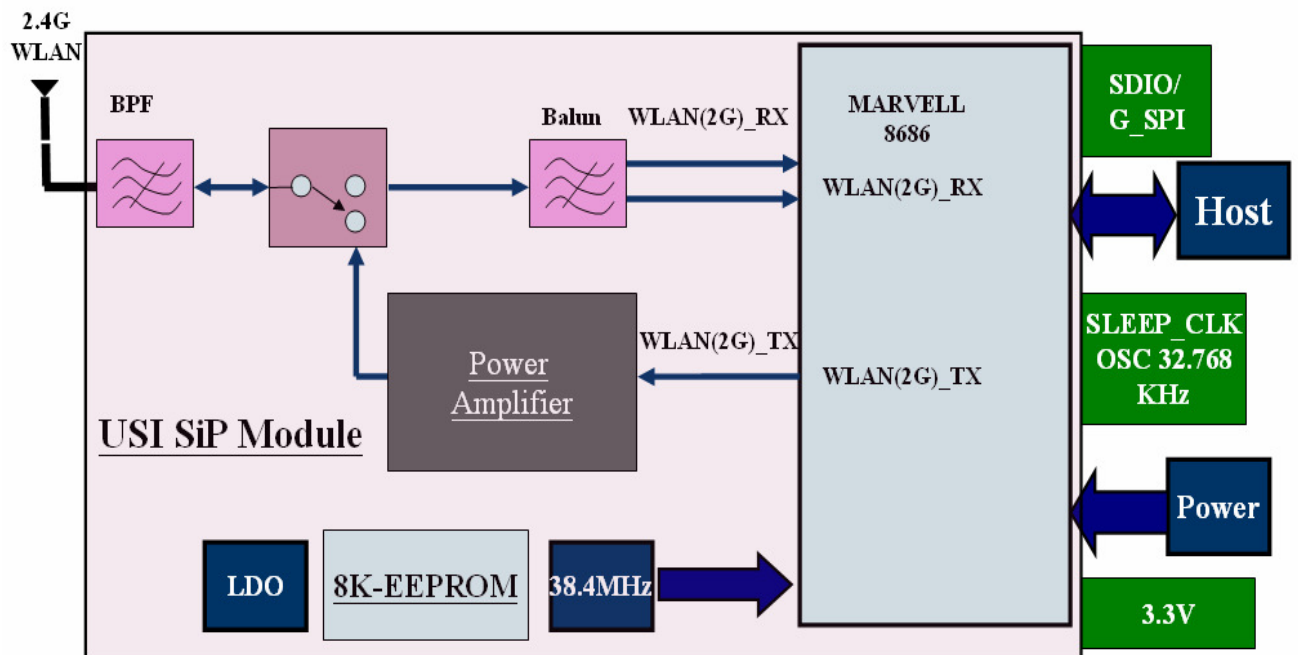 2.4G
WLAN
BPF
Balun
WLAN(2G)_RX
MARVELL
8686
WLAN(2G)_RX
SDIO/
G_SPI
Host
WLAN(2G)_TX
WLAN(2G)_TX
Power
Amplifier
SLEEP_CLK
OSC 32.768
KHz
USI SiP Module
Power
LDO
8K-EEPROM
38.4MHz
3.3V